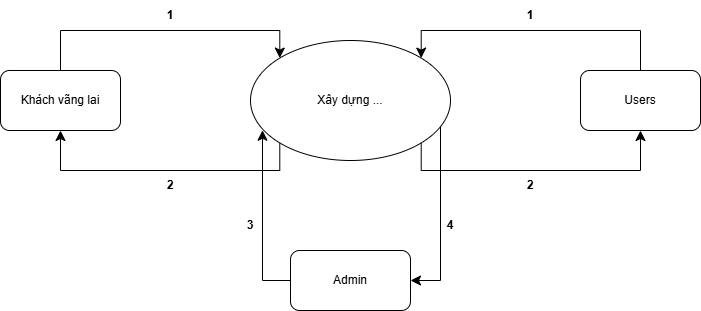 1
1
Khách vãng lai
Xây dựng ...
Users
2
2
3
4
Admin